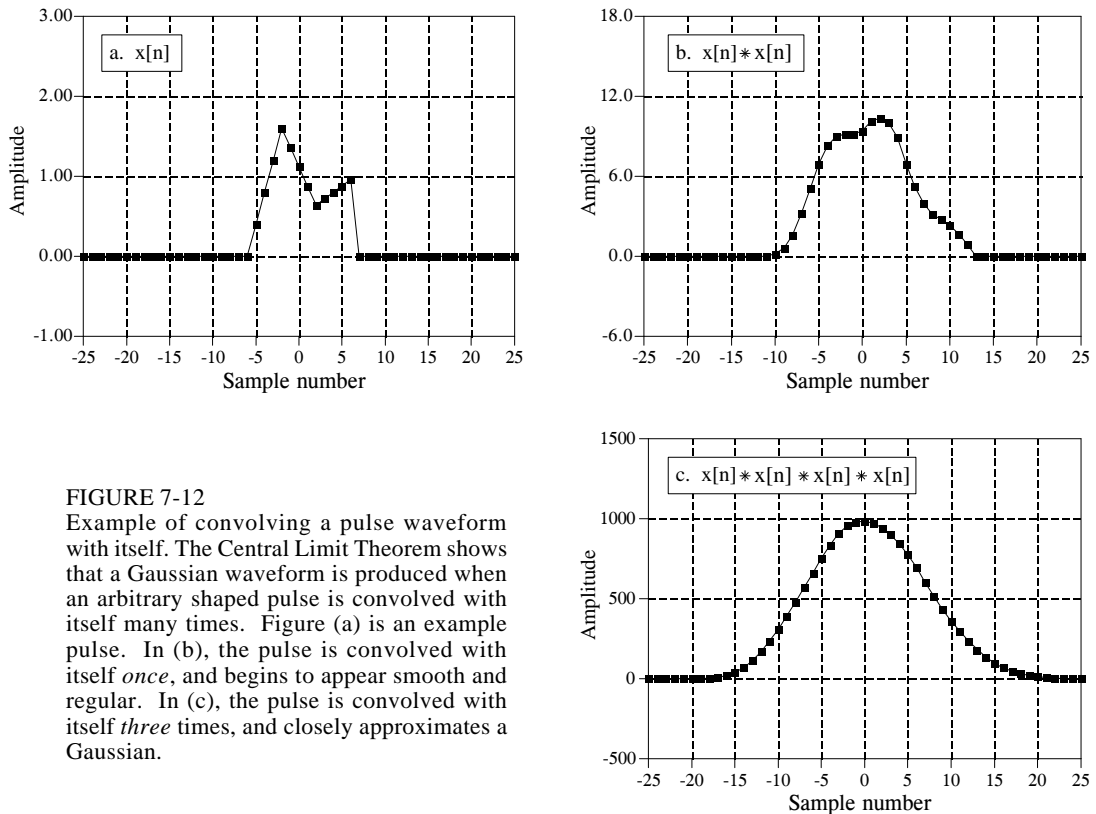 3.00
2.00
1.00
0.00
-1.00
Amplitude
a. x[n]
-25 -20 -15 -10 -5 0 5 10 15 20 25
Sample number
18.0
12.0
6.0
0.0
-6.0
Amplitude
b. x[n]∗x[n]
-25 -20 -15 -10 -5 0 5 10 15 20 25
Sample number
FIGURE 7-12
Example of convolving a pulse waveform
with itself. The Central Limit Theorem shows
that a Gaussian waveform is produced when
an arbitrary shaped pulse is convolved with
itself many times. Figure (a) is an example
pulse. In (b), the pulse is convolved with
itself once, and begins to appear smooth and
regular. In (c), the pulse is convolved with
itself three times, and closely approximates a
Gaussian.
1500
1000
500
0
-500
Amplitude
c. x[n]∗x[n]∗x[n]∗x[n]
-25 -20 -15 -10 -5 0 5 10 15 20 25
Sample number